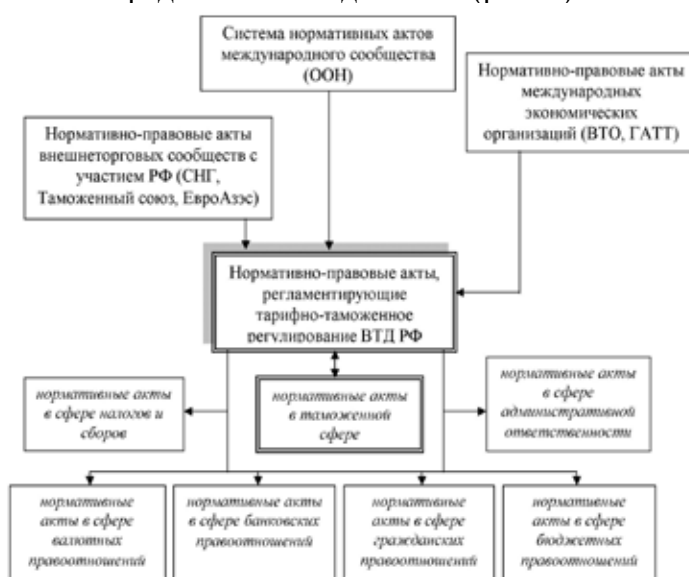 Система нормативных актов
международного сообщества
(ООН)
Нормативно-правовые акты
международных
экономических
организаций (ВТО, ГАТТ)
Нормативно-правовые акты
внешнеторговых сообществ с
участием РФ (СНГ,
Таможенный союз, ЕвроАзэс)
Нормативно-правовые акты,
регламентирующие
тарифно-таможенное
регулирование ВТД РФ
нормативные акты
в сфере налогов и
сборов
нормативные акты
в таможенной
сфере
нормативные акты
в сфере
административной
ответственности
нормативные
акты в сфере
валютных
правоотношений
нормативные акты
в сфере банковских
правоотношений
нормативные
акты в сфере
гражданских
правоотношений
нормативные
акты в сфере
бюджетных
правоотношений